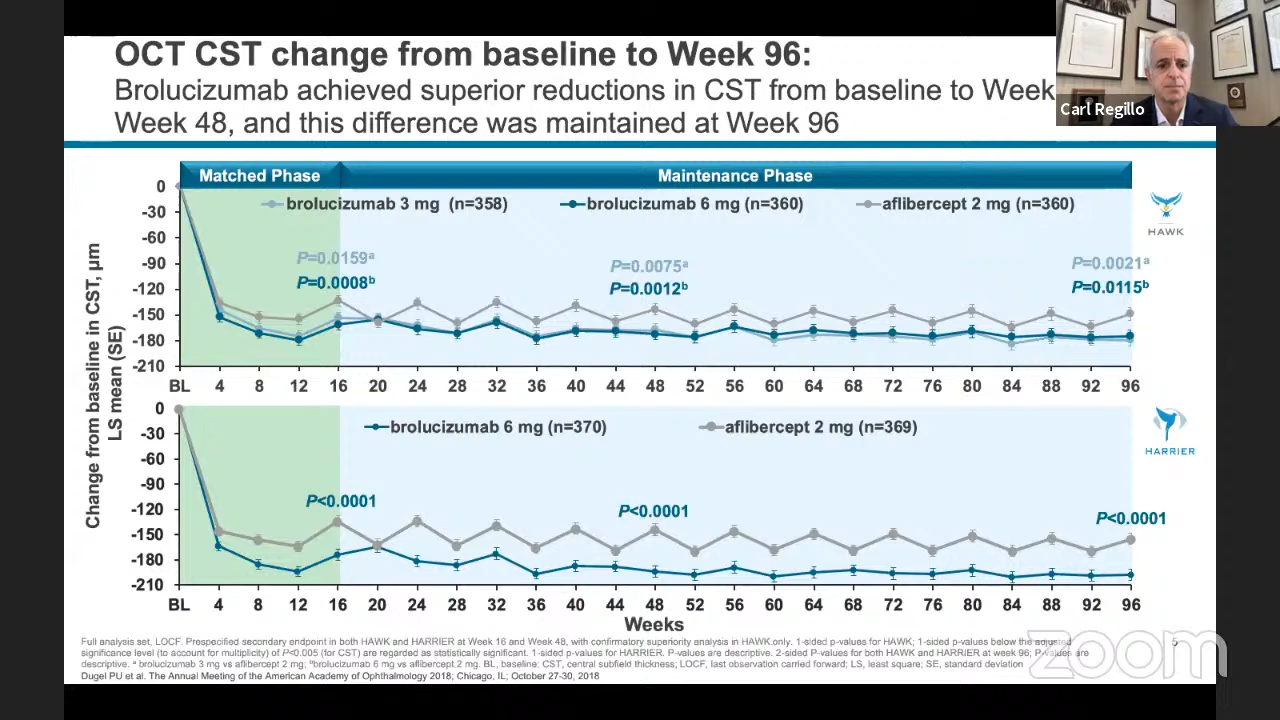 OCT CST change from baseline to Week 96:
Brolucizumab achieved superior reductions in CST from baseline to Week
Week 48, and this difference was maintained at Week 96
Carl Regillo
Matched Phase
Maintenance Phase
brolucizumab 3 mg (n=358)
brolucizumab 6 mg (n=360)
aflibercept 2 mg (n=360)
HAWK
P=0.0159ᵃ
P=0.0008ᵇ
P=0.0075ᵃ
P=0.0012ᵇ
P=0.0021ᵃ
P=0.0115ᵇ
0
-30
-60
-90
-120
-150
-180
-210
BL 4 8 12 16 20 24 28 32 36 40 44 48 52 56 60 64 68 72 76 80 84 88 92 96
Change from baseline in CST, µm
LS mean (SE)
brolucizumab 6 mg (n=370)
aflibercept 2 mg (n=369)
HARRIER
P<0.0001
P<0.0001
P<0.0001
0
-30
-60
-90
-120
-150
-180
-210
BL 4 8 12 16 20 24 28 32 36 40 44 48 52 56 60 64 68 72 76 80 84 88 92 96
Weeks
Full analysis set, LOCF. Prespecified secondary endpoint in both HAWK and HARRIER at Week 16 and Week 48, with confirmatory superiority analysis in HAWK only. 1-sided p-values for HAWK; 1-sided p-values below the adjusted
significance level (to account for multiplicity) of P<0.005 (for CST) are regarded as statistically significant. 1-sided p-values for HARRIER. P-values are descriptive. 2-sided P-values for both HAWK and HARRIER at week 96; P-values are
descriptive. ᵃ brolucizumab 3 mg vs aflibercept 2 mg; ᵇbrolucizumab 6 mg vs aflibercept 2 mg. BL, baseline; CST, central subfield thickness; LOCF, last observation carried forward; LS, least square; SE, standard deviation
Dugel PU et al. The Annual Meeting of the American Academy of Ophthalmology 2018; Chicago, IL; October 27-30, 2018
5
zoom